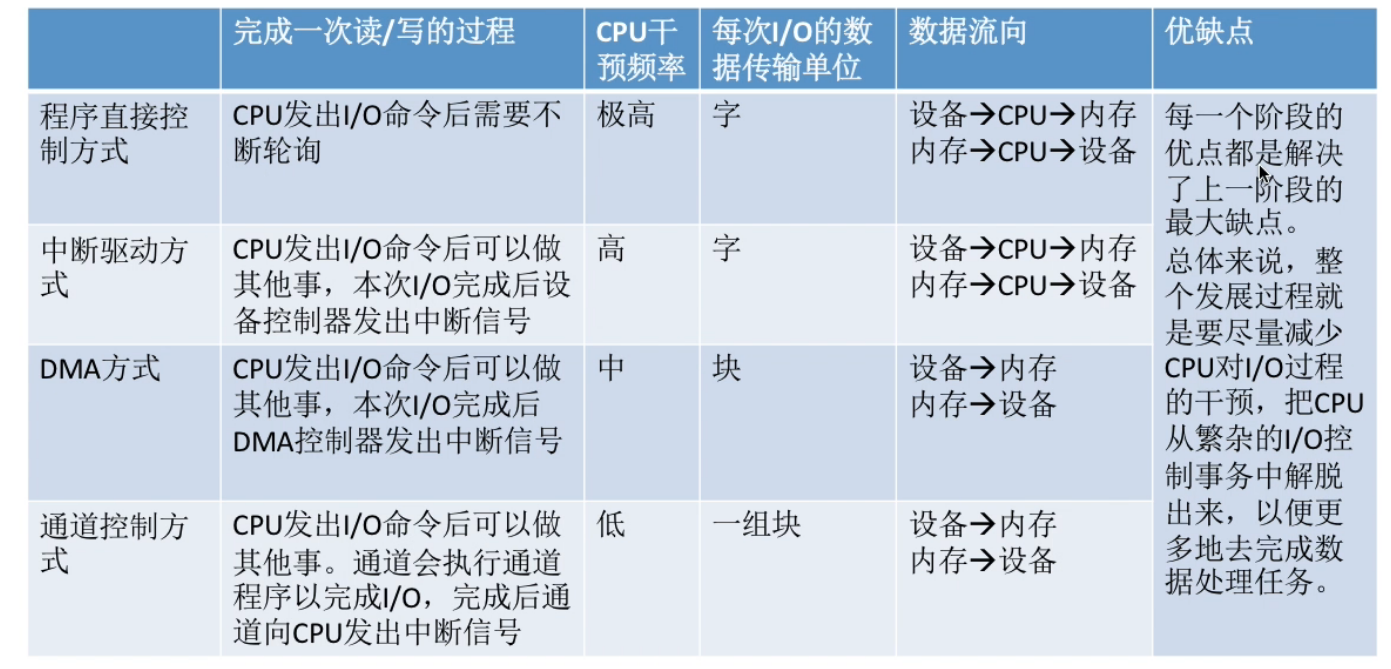 完成一次读/写的过程
CPU干
预频率
每次I/O的数
据传输单位
数据流向
优缺点
程序直接控
制方式
CPU发出I/O命令后需要不
断轮询
极高
字
设备→CPU→内存
内存→CPU→设备
每一个阶段的
优点都是解决
了上一阶段的
最大缺点。
总体来说，整
个发展过程就
是要尽量减少
CPU对I/O过程
的干预，把CPU
从繁杂的I/O控
制事务中解脱
出来，以便更
多地去完成数
据处理任务。
中断驱动方
式
CPU发出I/O命令后可以做
其他事，本次I/O完成后设
备控制器发出中断信号
高
字
设备→CPU→内存
内存→CPU→设备
DMA方式
CPU发出I/O命令后可以做
其他事，本次I/O完成后
DMA控制器发出中断信号
中
块
设备→内存
内存→设备
通道控制方
式
CPU发出I/O命令后可以做
其他事。通道会执行通道
程序以完成I/O，完成后通
道向CPU发出中断信号
低
一组块
设备→内存
内存→设备